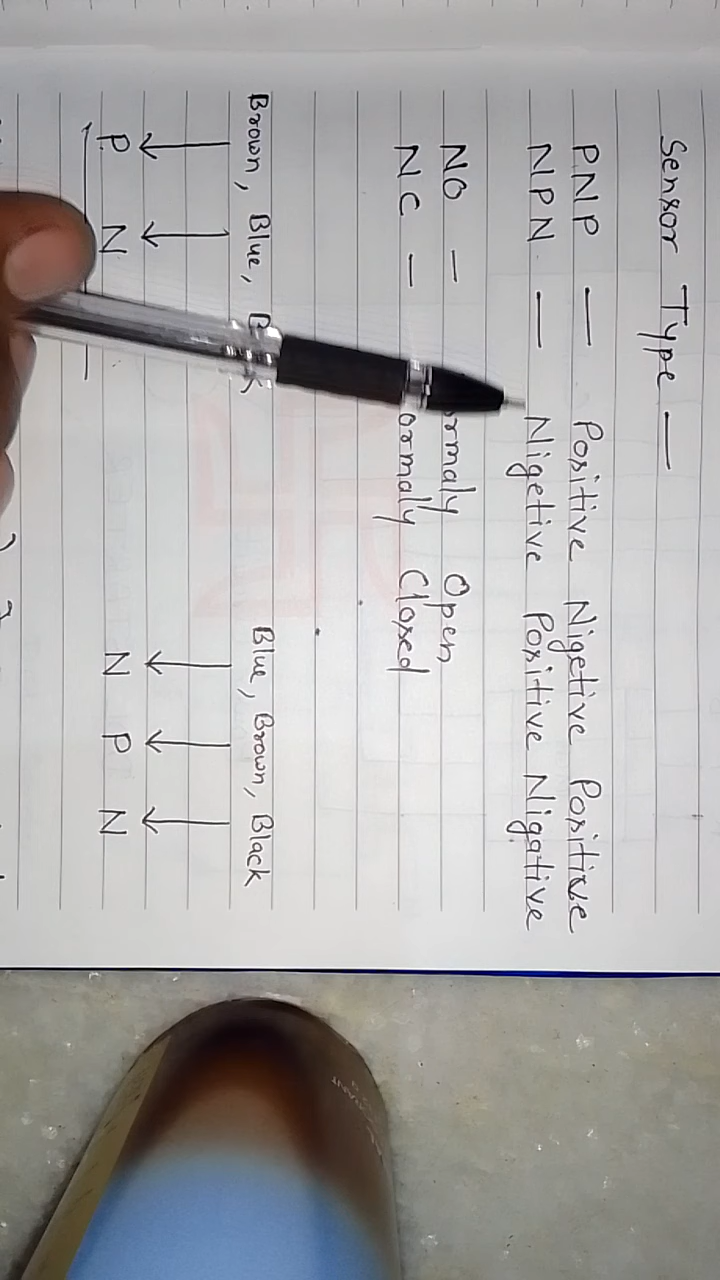 Sensor Type —
PNP — Positive Nigetive Positive
NPN — Nigetive Positive Nigative
NO — ormaly Open
NC — ormaly Closed
Brown, Blue, B K
Blue, Brown, Black
P N
N P N